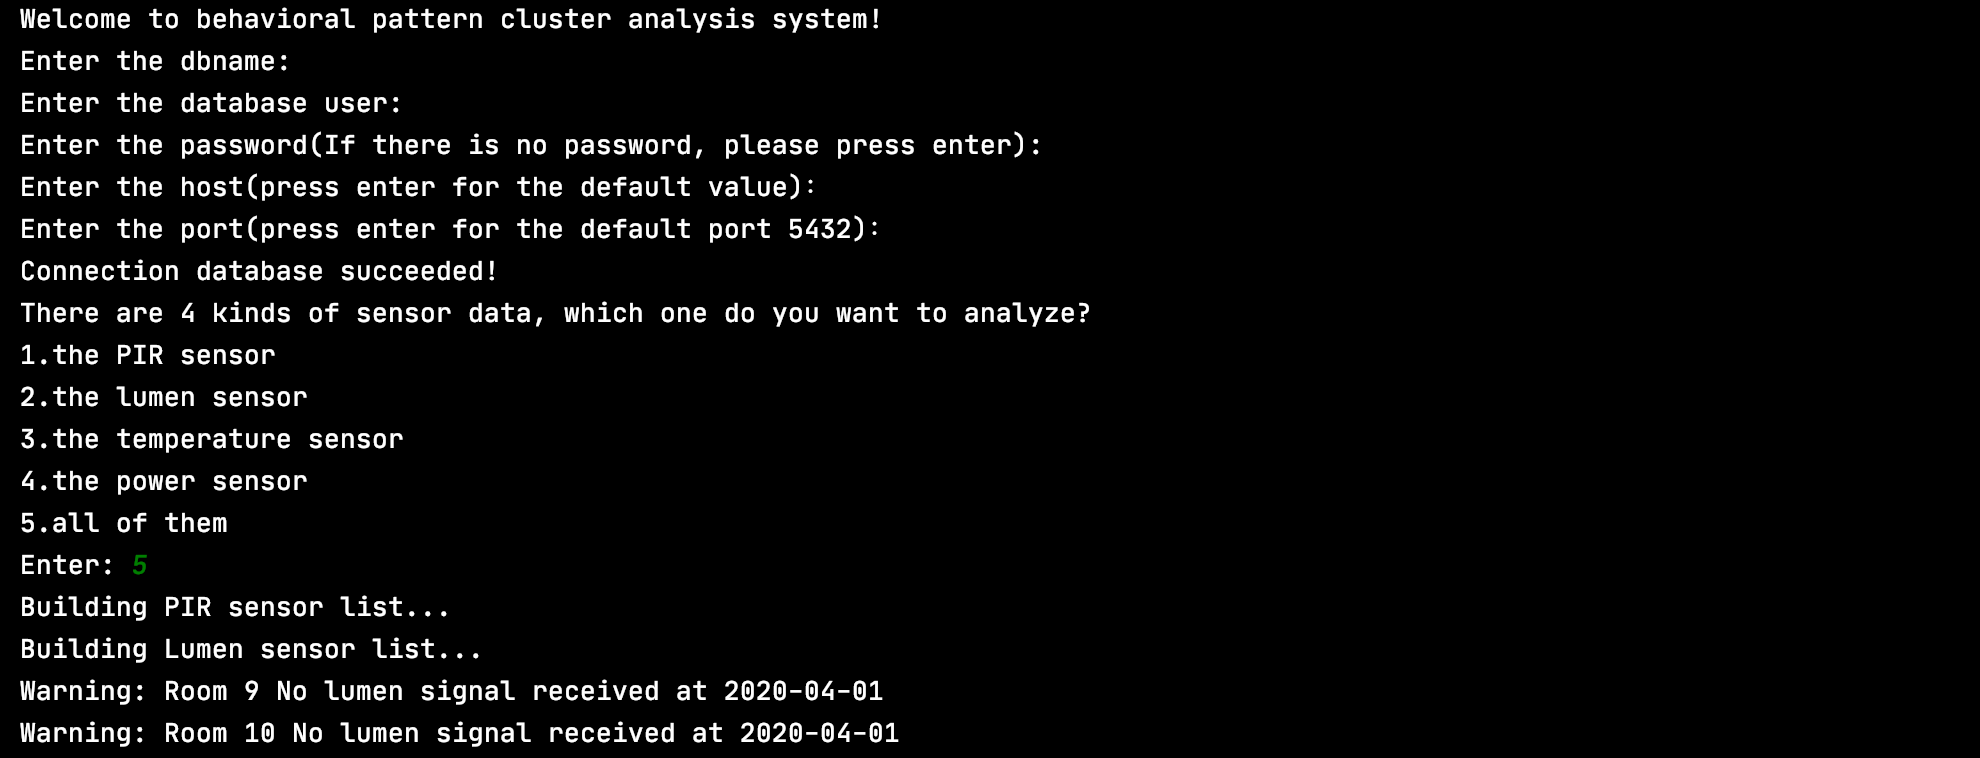 Welcome to behavioral pattern cluster analysis system!
Enter the dbname:
Enter the database user:
Enter the password(If there is no password, please press enter):
Enter the host(press enter for the default value):
Enter the port(press enter for the default port 5432):
Connection database succeeded!
There are 4 kinds of sensor data, which one do you want to analyze?
1.the PIR sensor
2.the lumen sensor
3.the temperature sensor
4.the power sensor
5.all of them
Enter: 5
Building PIR sensor list...
Building Lumen sensor list...
Warning: Room 9 No lumen signal received at 2020-04-01
Warning: Room 10 No lumen signal received at 2020-04-01